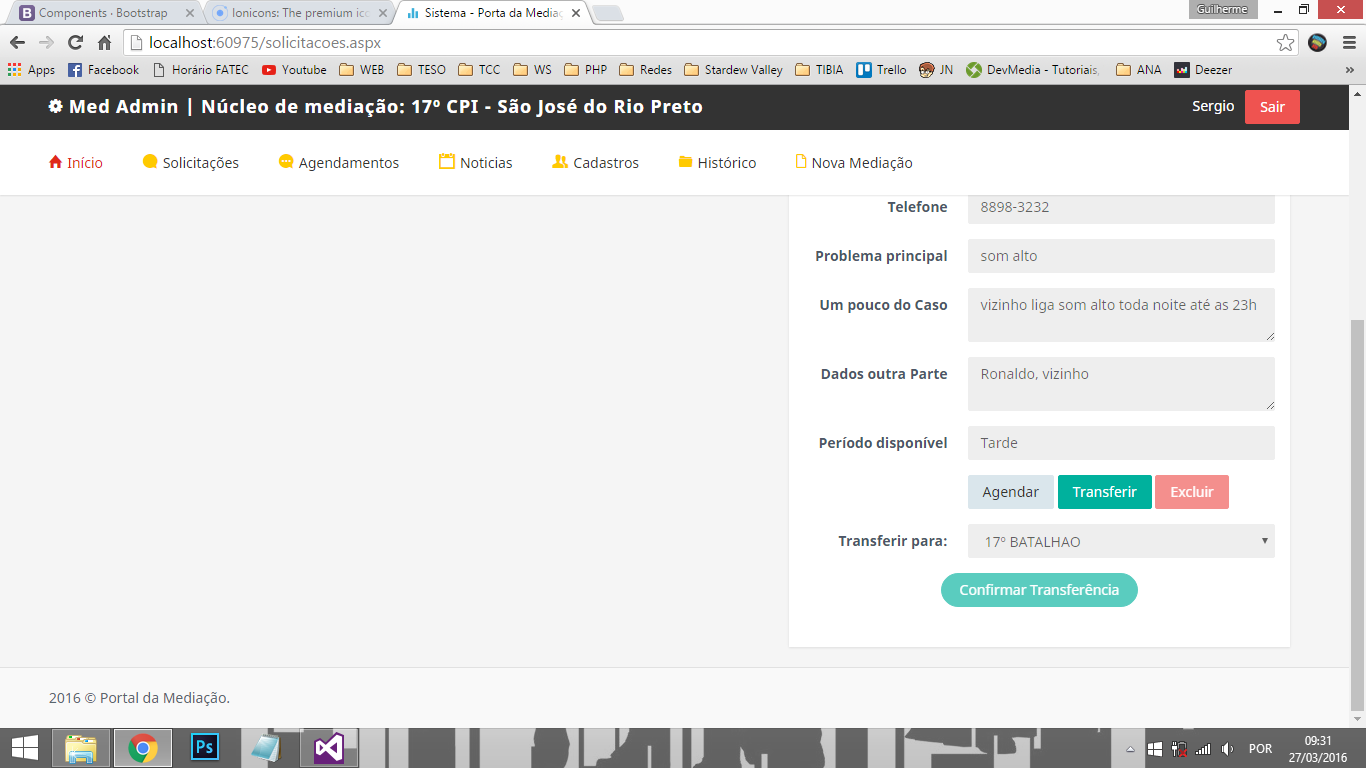 Guilherme
Components · Bootstrap
Ionicons: The premium ico
Sistema - Porta da Mediaç
localhost:60975/solicitacoes.aspx
Apps Facebook Horário FATEC Youtube WEB TESO TCC WS PHP Redes Stardew Valley TIBIA Trello JN DevMedia - Tutoriais, ANA Deezer »
Med Admin | Núcleo de mediação: 17º CPI - São José do Rio Preto
Sergio Sair
Início Solicitações Agendamentos Noticias Cadastros Histórico Nova Mediação
Telefone 8898-3232
Problema principal som alto
Um pouco do Caso vizinho liga som alto toda noite até as 23h
Dados outra Parte Ronaldo, vizinho
Período disponível Tarde
Agendar Transferir Excluir
Transferir para: 17º BATALHAO
Confirmar Transferência
2016 © Portal da Mediação.
Ps
POR
09:31
27/03/2016